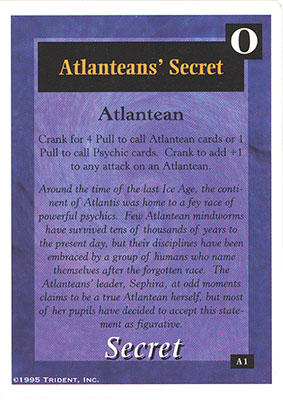 O
Atlanteans' Secret
Atlantean
Crank for 4 Pull to call Atlantean cards or 1
Pull to call Psychic cards. Crank to add +1
to any attack on an Atlantean.
Around the time of the last Ice Age, the conti-
nent of Atlantis was home to a fey race of
powerful psychics. Few Atlantean mindworms
have survived tens of thousands of years to
the present day, but their disciplines have been
embraced by a group of humans who name
themselves after the forgotten race. The
Atlanteans' leader, Sephira, at odd moments
claims to be a true Atlantean herself, but most
of her pupils have decided to accept this state-
ment as figurative.
Secret
A1
©1995 TRIDENT, INC.